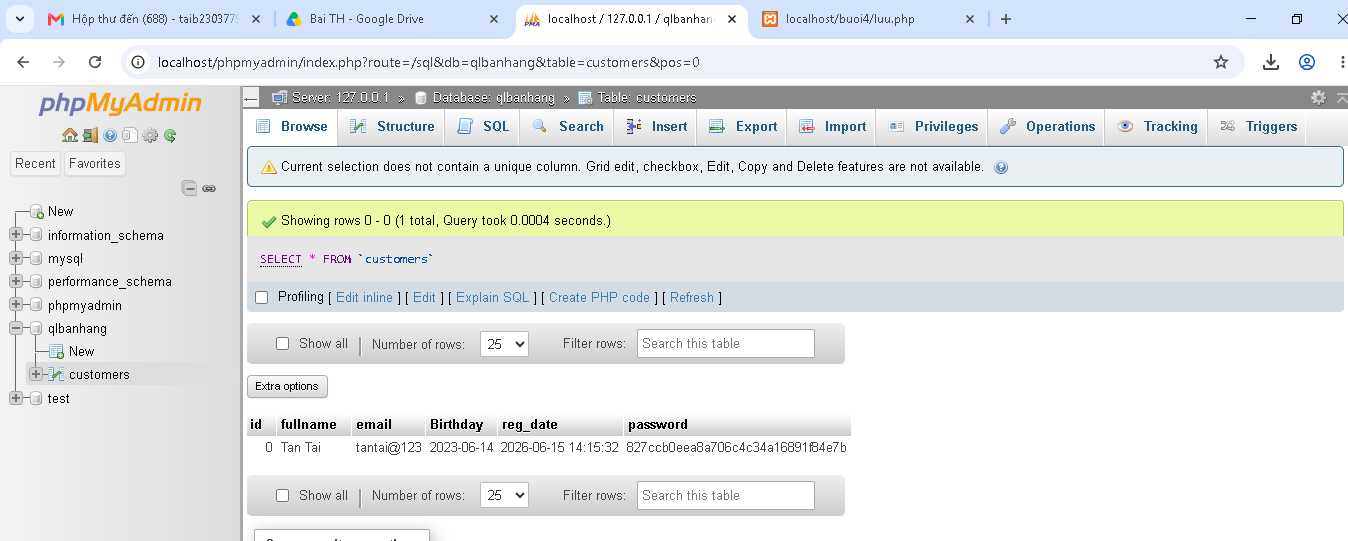 Hộp thư đến (688) - taib230377
Bai TH - Google Drive
localhost / 127.0.0.1 / qlbanhang
localhost/buoi4/luu.php
localhost/phpmyadmin/index.php?route=/sql&db=qlbanhang&table=customers&pos=0
phpMyAdmin
Server: 127.0.0.1 » Database: qlbanhang » Table: customers
Browse Structure SQL Search Insert Export Import Privileges Operations Tracking Triggers
Recent Favorites
New
information_schema
mysql
performance_schema
phpmyadmin
qlbanhang
New
customers
test
Current selection does not contain a unique column. Grid edit, checkbox, Edit, Copy and Delete features are not available.
Showing rows 0 - 0 (1 total, Query took 0.0004 seconds.)
SELECT * FROM `customers`
Profiling [ Edit inline ] [ Edit ] [ Explain SQL ] [ Create PHP code ] [ Refresh ]
Show all Number of rows: 25 Filter rows: Search this table
Extra options
id fullname email Birthday reg_date password
0 Tan Tai tantai@123 2023-06-14 2026-06-15 14:15:32 827ccb0eea8a706c4c34a16891f84e7b
Show all Number of rows: 25 Filter rows: Search this table